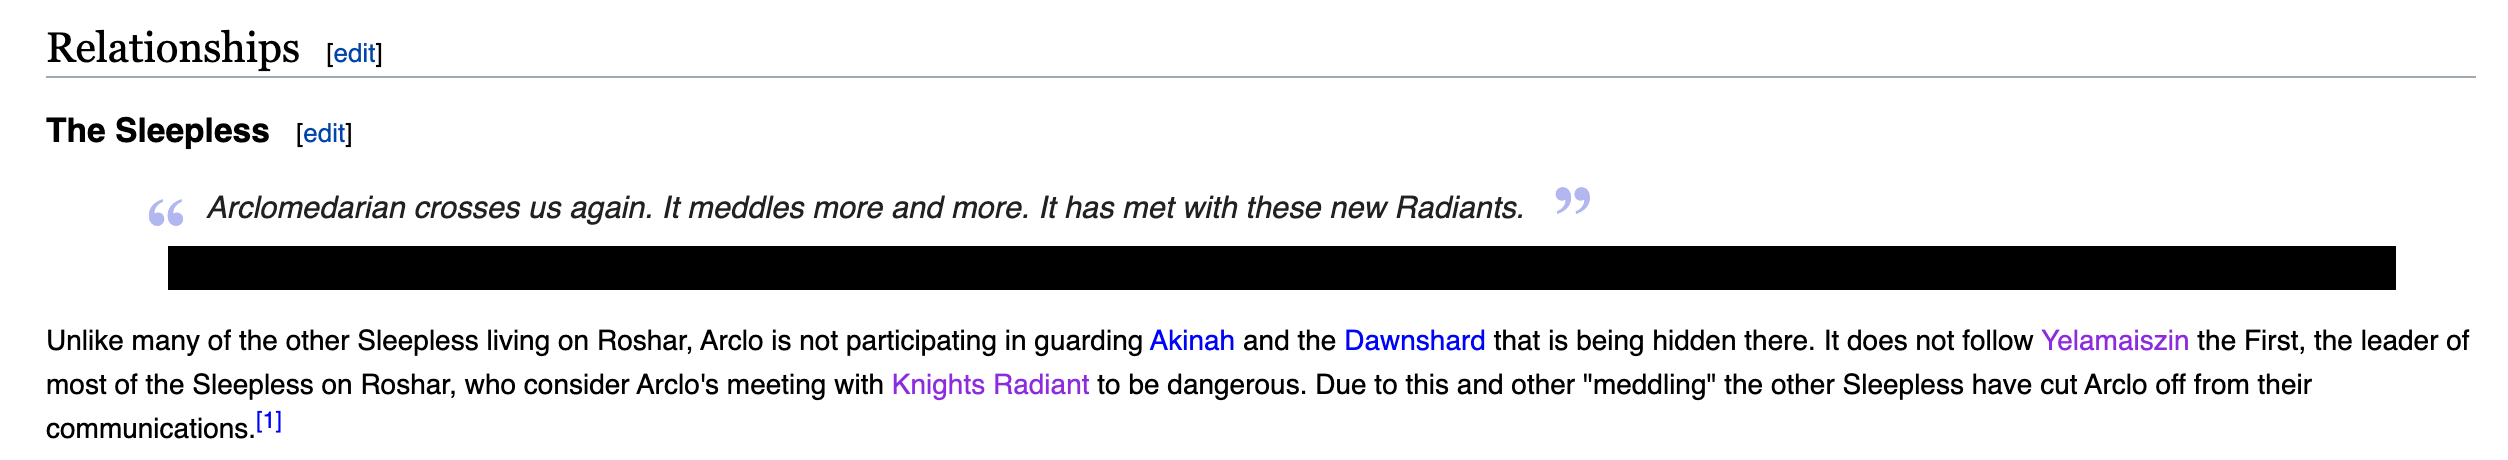 Relationships [edit]
The Sleepless [edit]
“ Arclomedarian crosses us again. It meddles more and more. It has met with these new Radiants. ”
Unlike many of the other Sleepless living on Roshar, Arclo is not participating in guarding Akinah and the Dawnshard that is being hidden there. It does not follow Yelamaiszin the First, the leader of
most of the Sleepless on Roshar, who consider Arclo's meeting with Knights Radiant to be dangerous. Due to this and other "meddling" the other Sleepless have cut Arclo off from their
communications.[1]